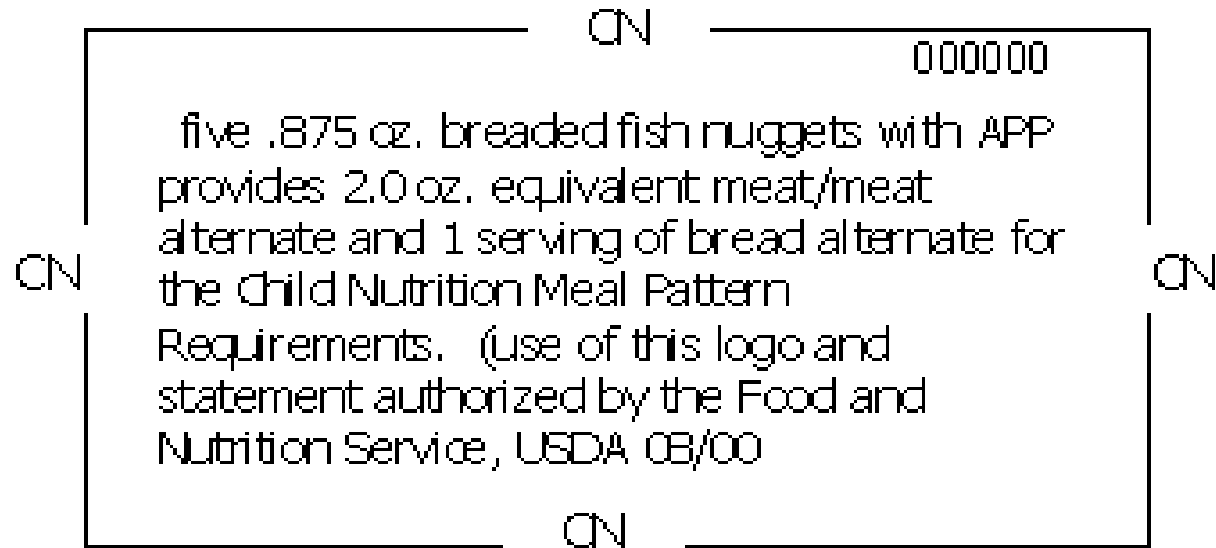 CN
000000
five .875 oz. breaded fish nuggets with APP
provides 2.0 oz. equivalent meat/meat
alternate and 1 serving of bread alternate for
CN
CN
the Child Nutrition Meal Pattern
Requirements. (use of this logo and
statement authorized by the Food and
Nutrition Service, USDA 03/00
CN